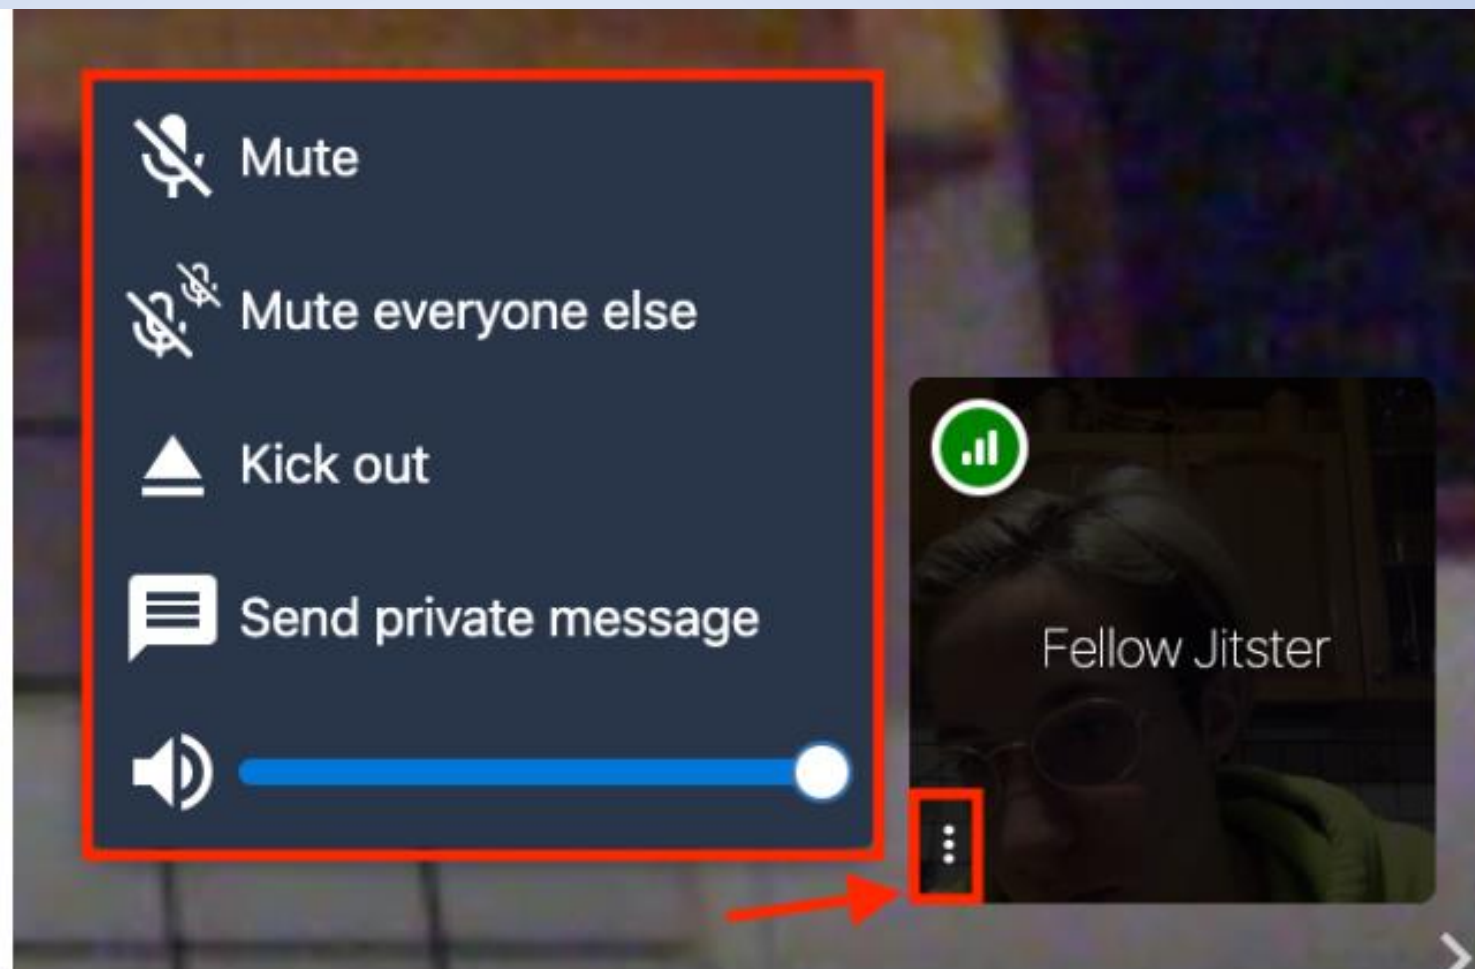 Mute
Mute everyone else
Kick out
Send private message
Fellow Jitster